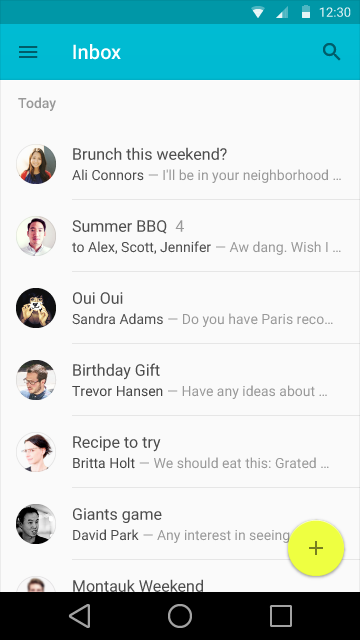 12:30
Inbox
Today
Brunch this weekend?
Ali Connors — I'll be in your neighborhood ...
Summer BBQ 4
to Alex, Scott, Jennifer — Aw dang. Wish I ...
Oui Oui
Sandra Adams — Do you have Paris reco...
Birthday Gift
Trevor Hansen — Have any ideas about ...
Recipe to try
Britta Holt — We should eat this: Grated ...
Giants game
David Park — Any interest in seeing
Montauk Weekend